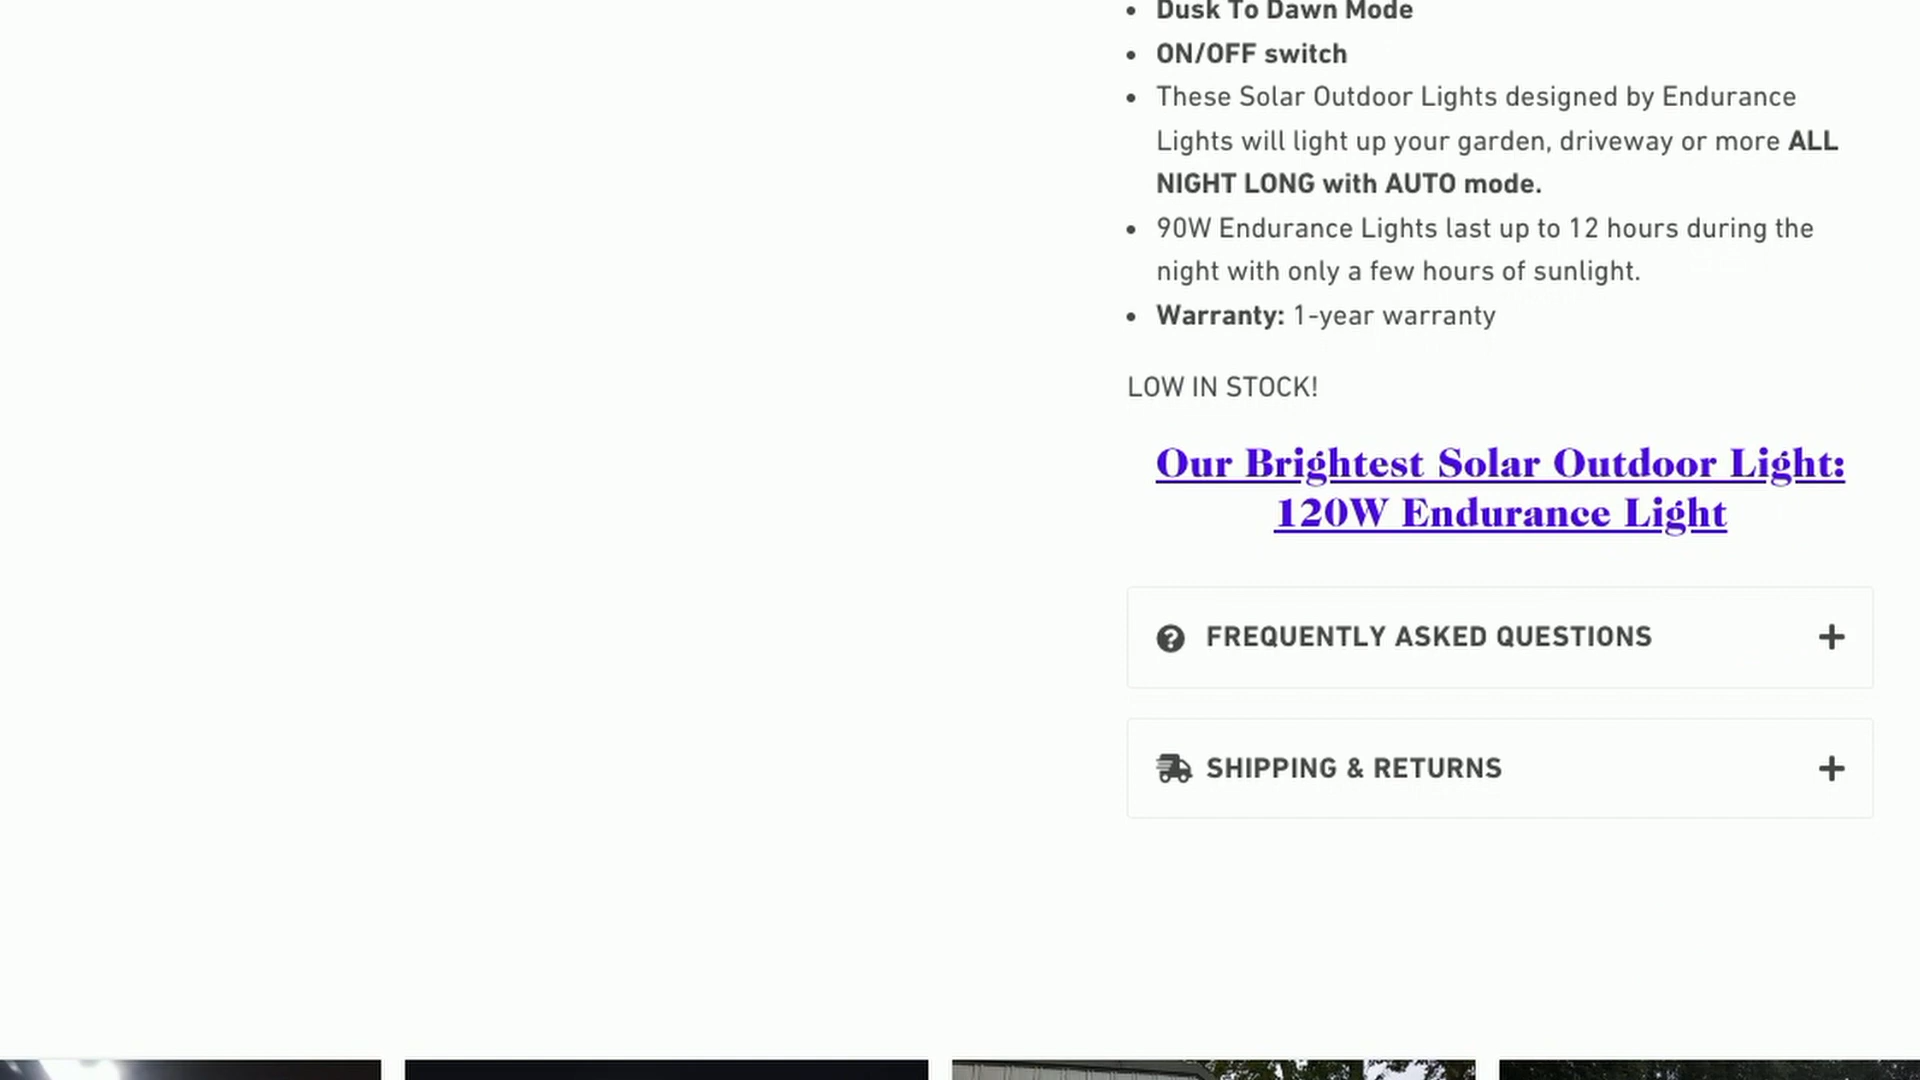 Dusk To Dawn Mode
ON/OFF switch
These Solar Outdoor Lights designed by Endurance
Lights will light up your garden, driveway or more ALL
NIGHT LONG with AUTO mode.
90W Endurance Lights last up to 12 hours during the
night with only a few hours of sunlight.
Warranty: 1-year warranty
LOW IN STOCK!
Our Brightest Solar Outdoor Light:
120W Endurance Light
FREQUENTLY ASKED QUESTIONS
SHIPPING & RETURNS